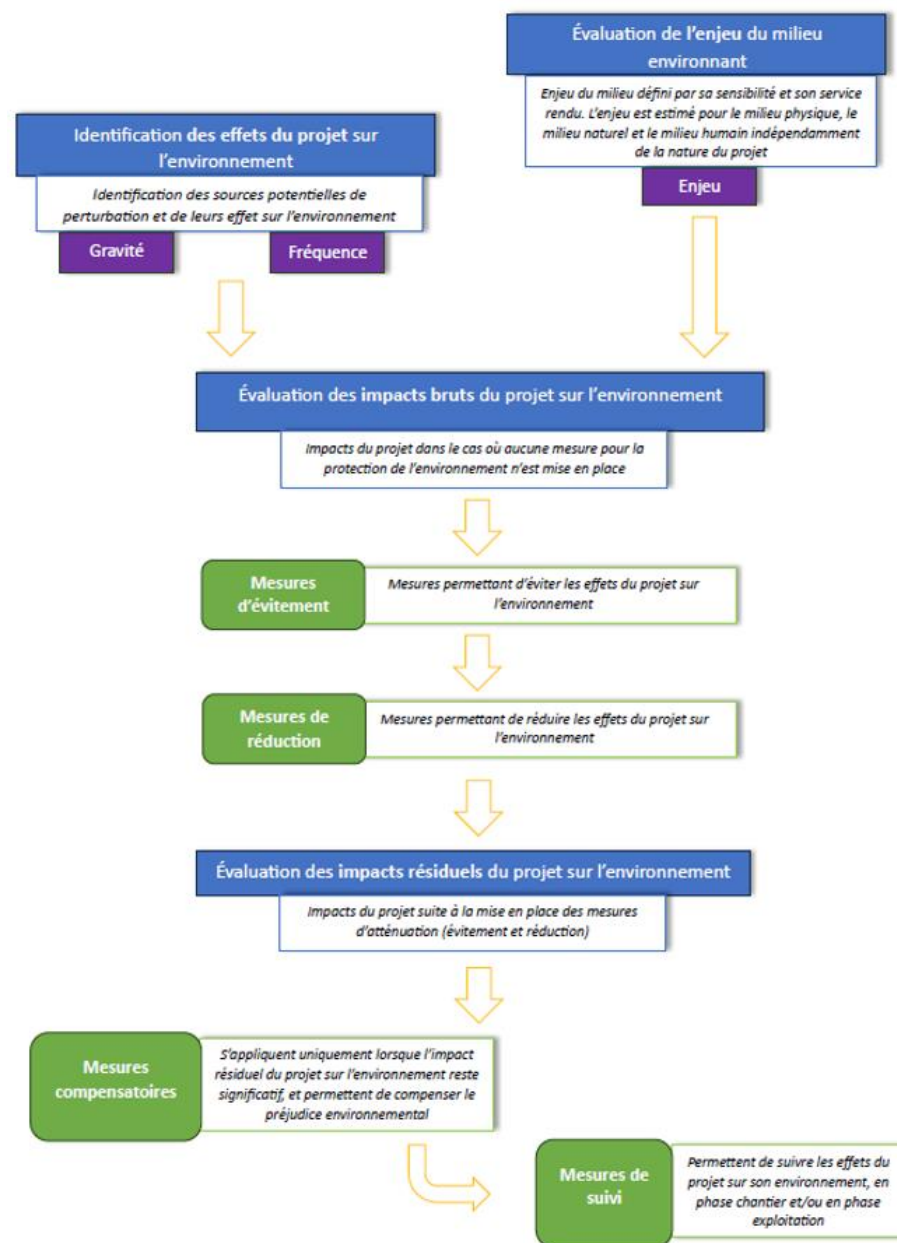 Évaluation de l'enjeu du milieu
environnant
Enjeu du milieu défini par sa sensibilité et son service
rendu. L'enjeu est estimé pour le milieu physique, le
milieu naturel et le milieu humain indépendamment
de la nature du projet
Enjeu
Identification des effets du projet sur
l'environnement
Identification des sources potentielles de
perturbation et de leurs effet sur l'environnement
Gravité
Fréquence
Évaluation des impacts bruts du projet sur l'environnement
Impacts du projet dans le cas où aucune mesure pour la
protection de l'environnement n'est mise en place
Mesures
d'évitement
Mesures permettant d'éviter les effets du projet sur
l'environnement
Mesures de
réduction
Mesures permettant de réduire les effets du projet sur
l'environnement
Évaluation des impacts résiduels du projet sur l'environnement
Impacts du projet suite à la mise en place des mesures
d'atténuation (évitement et réduction)
Mesures
compensatoires
S'appliquent uniquement lorsque l'impact
résiduel du projet sur l'environnement reste
significatif, et permettent de compenser le
préjudice environnemental
Mesures de
suivi
Permettent de suivre les effets du
projet sur son environnement, en
phase chantier et/ou en phase
exploitation